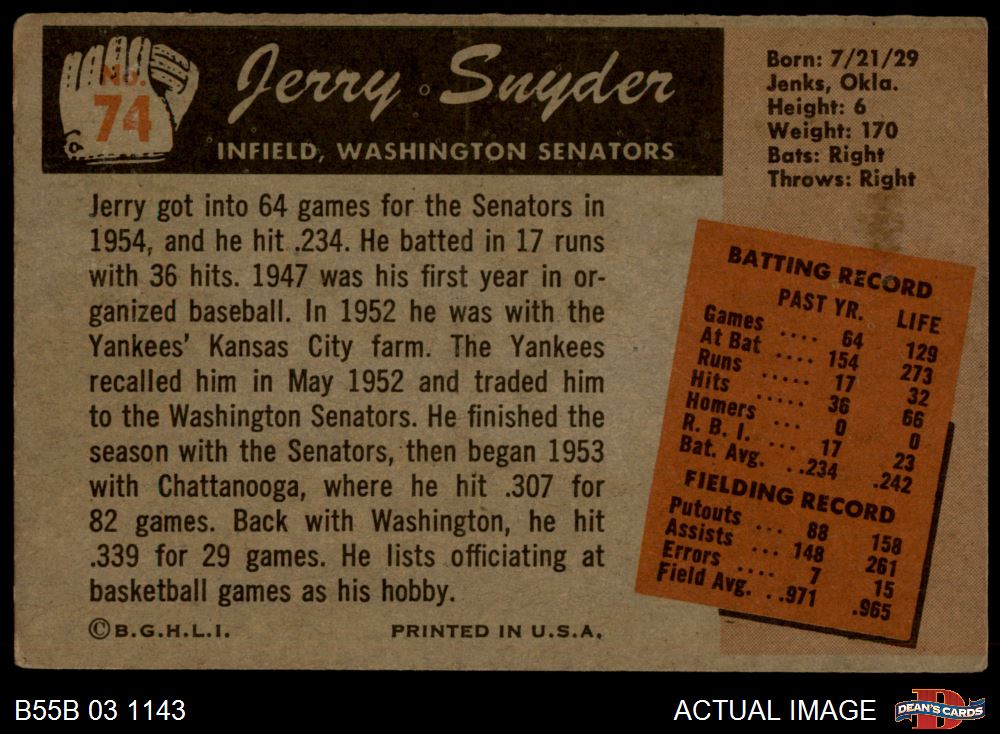 No.
74
Jerry Snyder
INFIELD, WASHINGTON SENATORS
Born: 7/21/29
Jenks, Okla.
Height: 6
Weight: 170
Bats: Right
Throws: Right
Jerry got into 64 games for the Senators in
1954, and he hit .234. He batted in 17 runs
with 36 hits. 1947 was his first year in or-
ganized baseball. In 1952 he was with the
Yankees' Kansas City farm. The Yankees
recalled him in May 1952 and traded him
to the Washington Senators. He finished the
season with the Senators, then began 1953
with Chattanooga, where he hit .307 for
82 games. Back with Washington, he hit
.339 for 29 games. He lists officiating at
basketball games as his hobby.
©B.G.H.L.I. PRINTED IN U.S.A.
BATTING RECORD
PAST YR. LIFE
Games .... 64 129
At Bat .... 154 273
Runs ..... 17 32
Hits ..... 36 66
Homers ... 0 0
R. B. I. ... 17 23
Bat. Avg. ..234 .242
FIELDING RECORD
Putouts ... 88 158
Assists ... 148 261
Errors .... 7 15
Field Avg. ..971 .965
B55B 03 1143 ACTUAL IMAGE DEAN'S CARDS